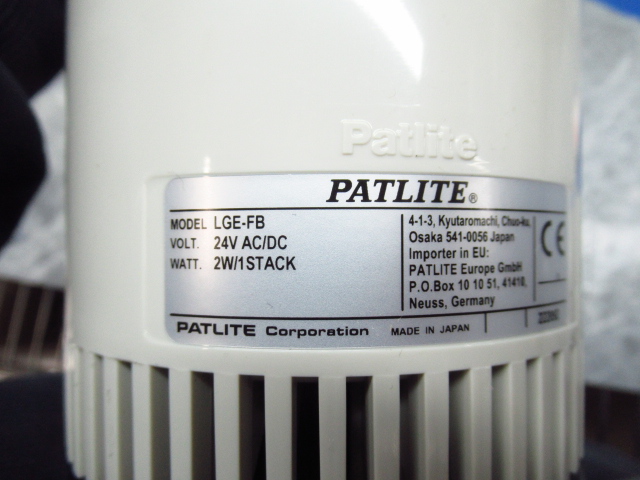 Patlite
PATLITE®
MODEL LGE-FB
VOLT. 24V AC/DC
WATT. 2W/1STACK
4-1-3, Kyutaromachi, Chuo-ku,
Osaka 541-0056 Japan
Importer in EU:
PATLITE Europe GmbH
P.O.Box 10 10 51, 41410,
Neuss, Germany
CE
PATLITE Corporation
MADE IN JAPAN